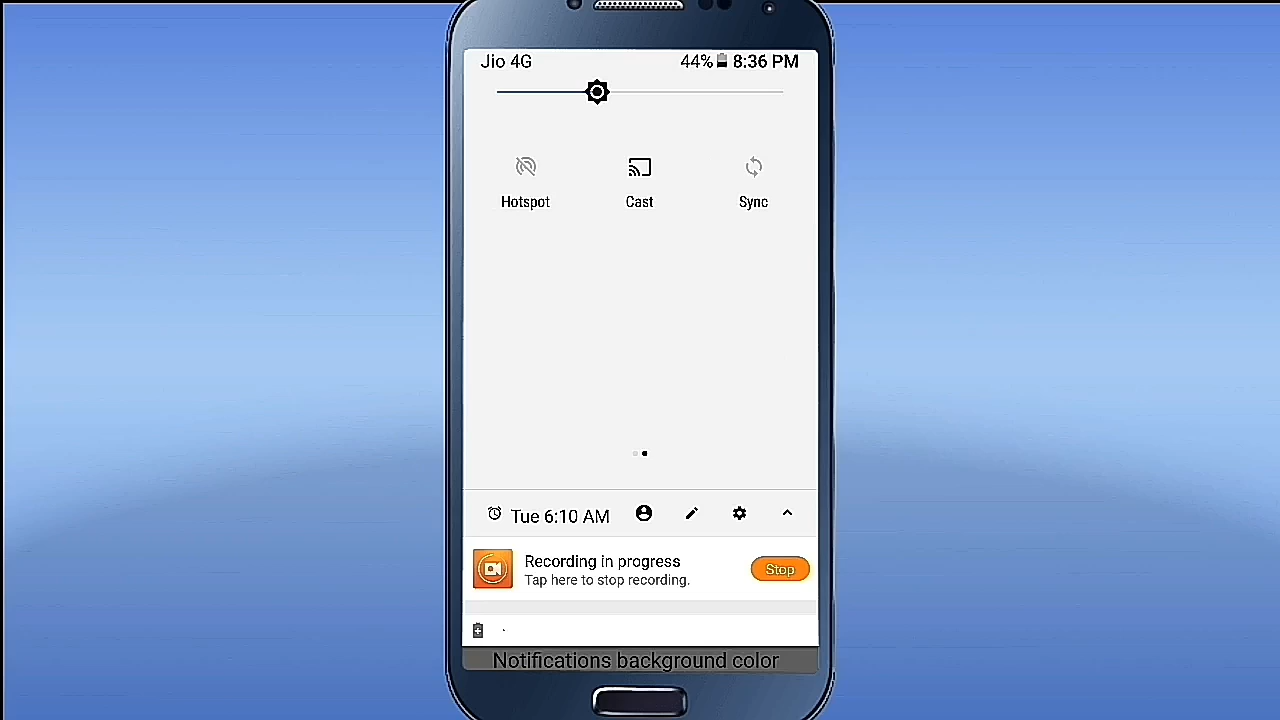 Jio 4G 44% 8:36 PM
Hotspot Cast Sync
Tue 6:10 AM
Recording in progress
Tap here to stop recording.
Stop
Notifications background color